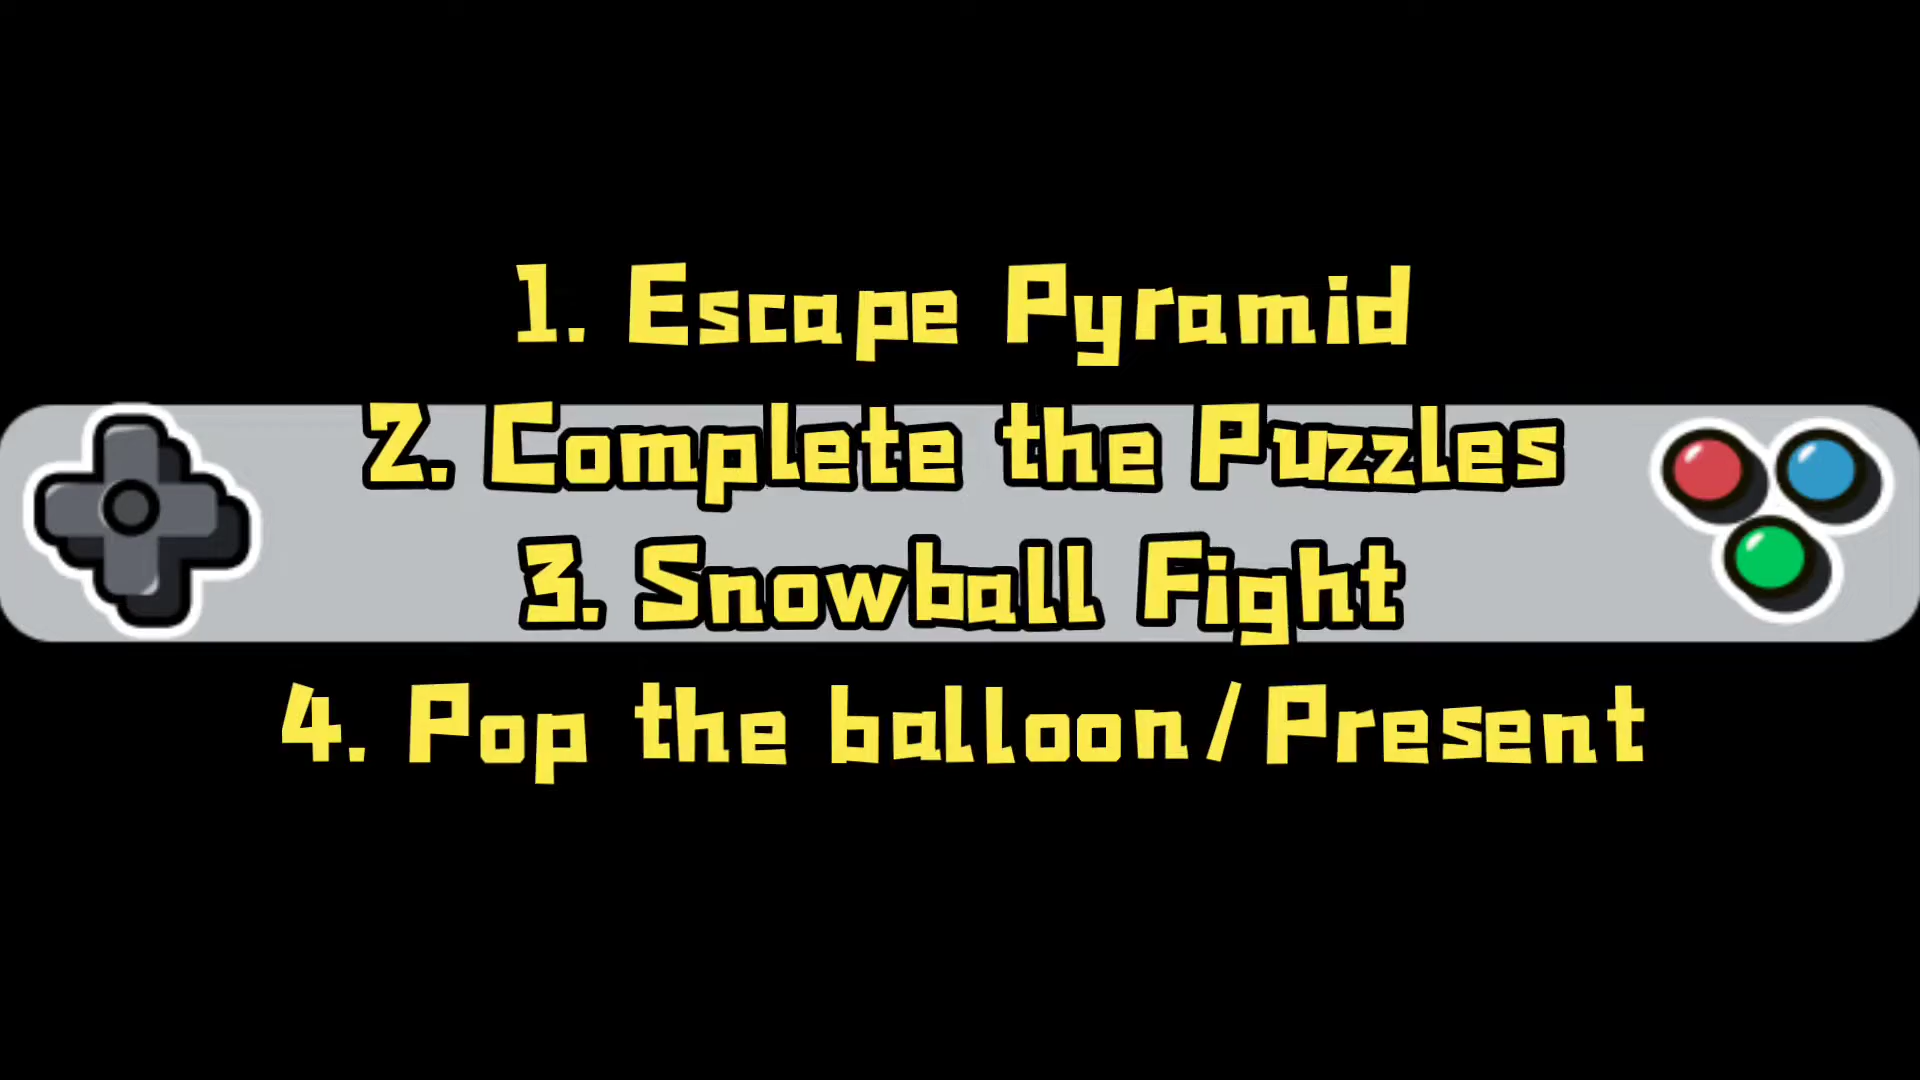 1. Escape Pyramid
2. Complete the Puzzles
3. Snowball Fight
4. Pop the balloon/Present